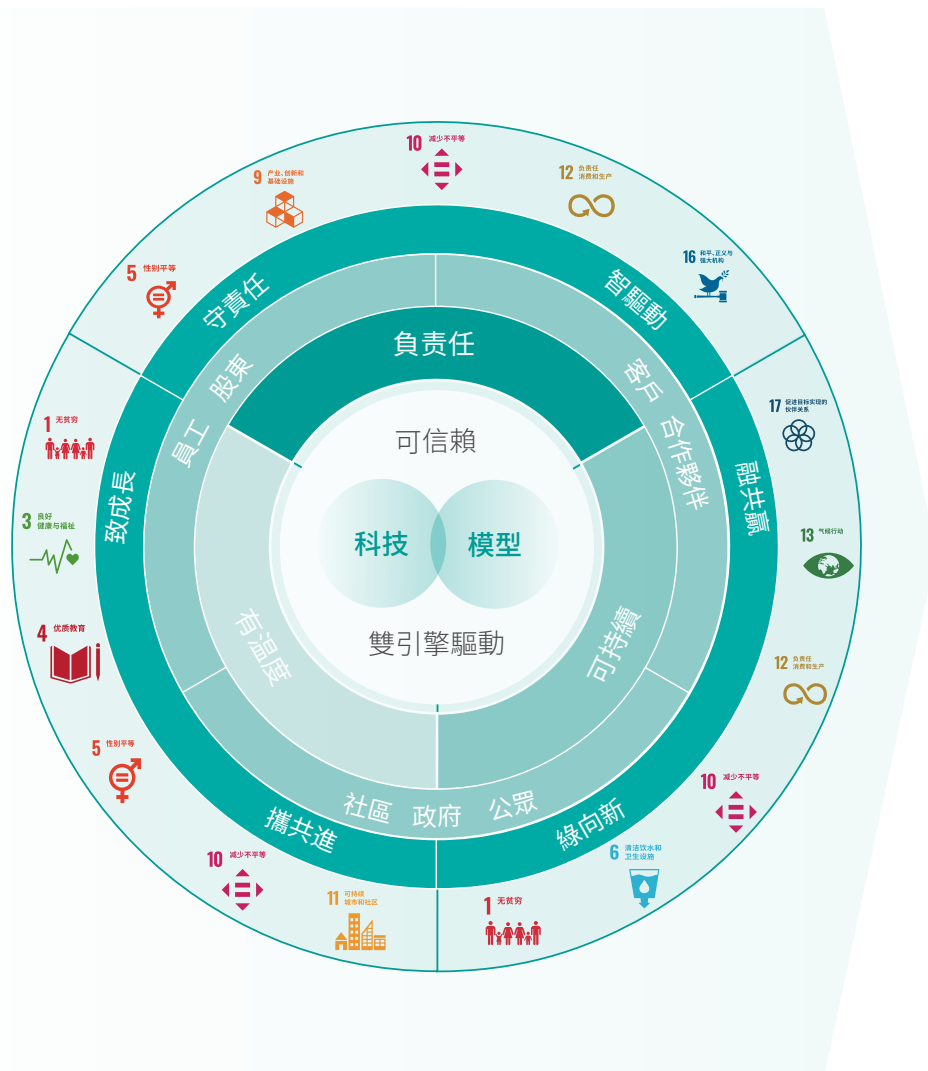 10 减少不平等
9 产业、创新和
基础设施
12 负责任
消费和生产
5 性别平等
16 和平、正义与
强大机构
守責任
智驅動
股東
員工
客戶
合作夥伴
負责任
1 无贫穷
17 促进目标实现的
伙伴关系
可信賴
科技
模型
雙引擎驅動
致成長
融共贏
3 良好
健康与福祉
13 气候行动
4 优质教育
有温度
可持續
12 负责任
消费和生产
5 性别平等
10 减少不平等
社區
政府
公眾
攜共進
綠向新
10 减少不平等
6 清洁饮水和
卫生设施
11 可持续
城市和社区
1 无贫穷